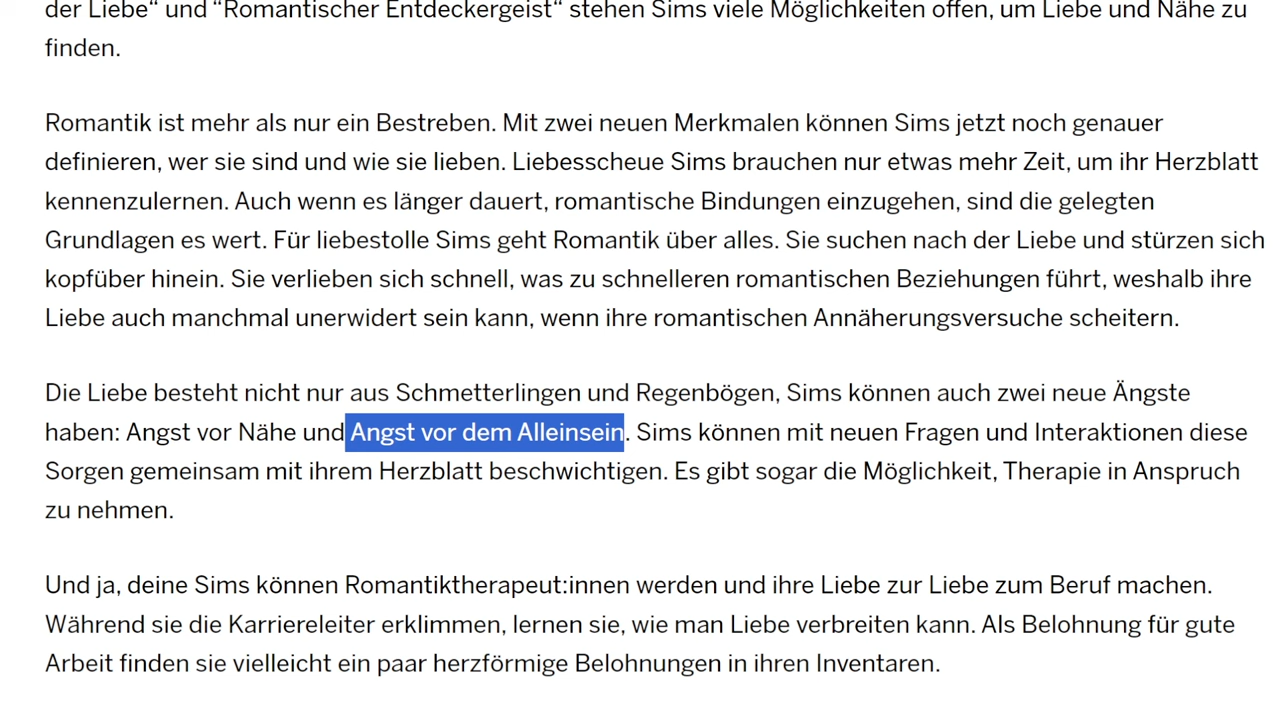 der Liebe“ und “Romantischer Entdeckergeist“ stehen Sims viele Möglichkeiten offen, um Liebe und Nähe zu
finden.
Romantik ist mehr als nur ein Bestreben. Mit zwei neuen Merkmalen können Sims jetzt noch genauer
definieren, wer sie sind und wie sie lieben. Liebesscheue Sims brauchen nur etwas mehr Zeit, um ihr Herzblatt
kennenzulernen. Auch wenn es länger dauert, romantische Bindungen einzugehen, sind die gelegten
Grundlagen es wert. Für liebestolle Sims geht Romantik über alles. Sie suchen nach der Liebe und stürzen sich
kopfüber hinein. Sie verlieben sich schnell, was zu schnelleren romantischen Beziehungen führt, weshalb ihre
Liebe auch manchmal unerwidert sein kann, wenn ihre romantischen Annäherungsversuche scheitern.
Die Liebe besteht nicht nur aus Schmetterlingen und Regenbögen, Sims können auch zwei neue Ängste
haben: Angst vor Nähe und Angst vor dem Alleinsein. Sims können mit neuen Fragen und Interaktionen diese
Sorgen gemeinsam mit ihrem Herzblatt beschwichtigen. Es gibt sogar die Möglichkeit, Therapie in Anspruch
zu nehmen.
Und ja, deine Sims können Romantiktherapeut:innen werden und ihre Liebe zur Liebe zum Beruf machen.
Während sie die Karriereleiter erklimmen, lernen sie, wie man Liebe verbreiten kann. Als Belohnung für gute
Arbeit finden sie vielleicht ein paar herzförmige Belohnungen in ihren Inventaren.